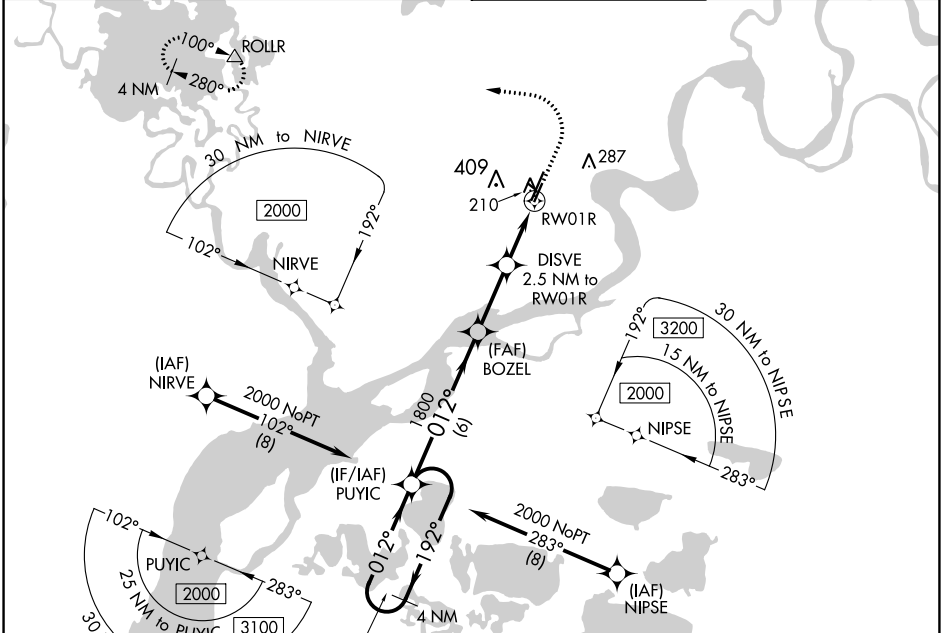 100°
ROLLR
280°
4 NM
30 NM to NIRVE
2000
192°
102°
NIRVE
409
287
210
RW01R
DISVE
2.5 NM to
RW01R
(FAF)
BOZEL
192°
3200
30 NM to NIPSE
15 NM to NIPSE
2000
NIPSE
283°
(IAF)
NIRVE
2000 NoPT
102°
(8)
1800
012°
(6)
(IF/IAF)
PUYIC
012°
192°
4 NM
2000 NoPT
283°
(8)
(IAF)
NIPSE
102°
PUYIC
283°
2000
25 NM to PUYIC
3100
30